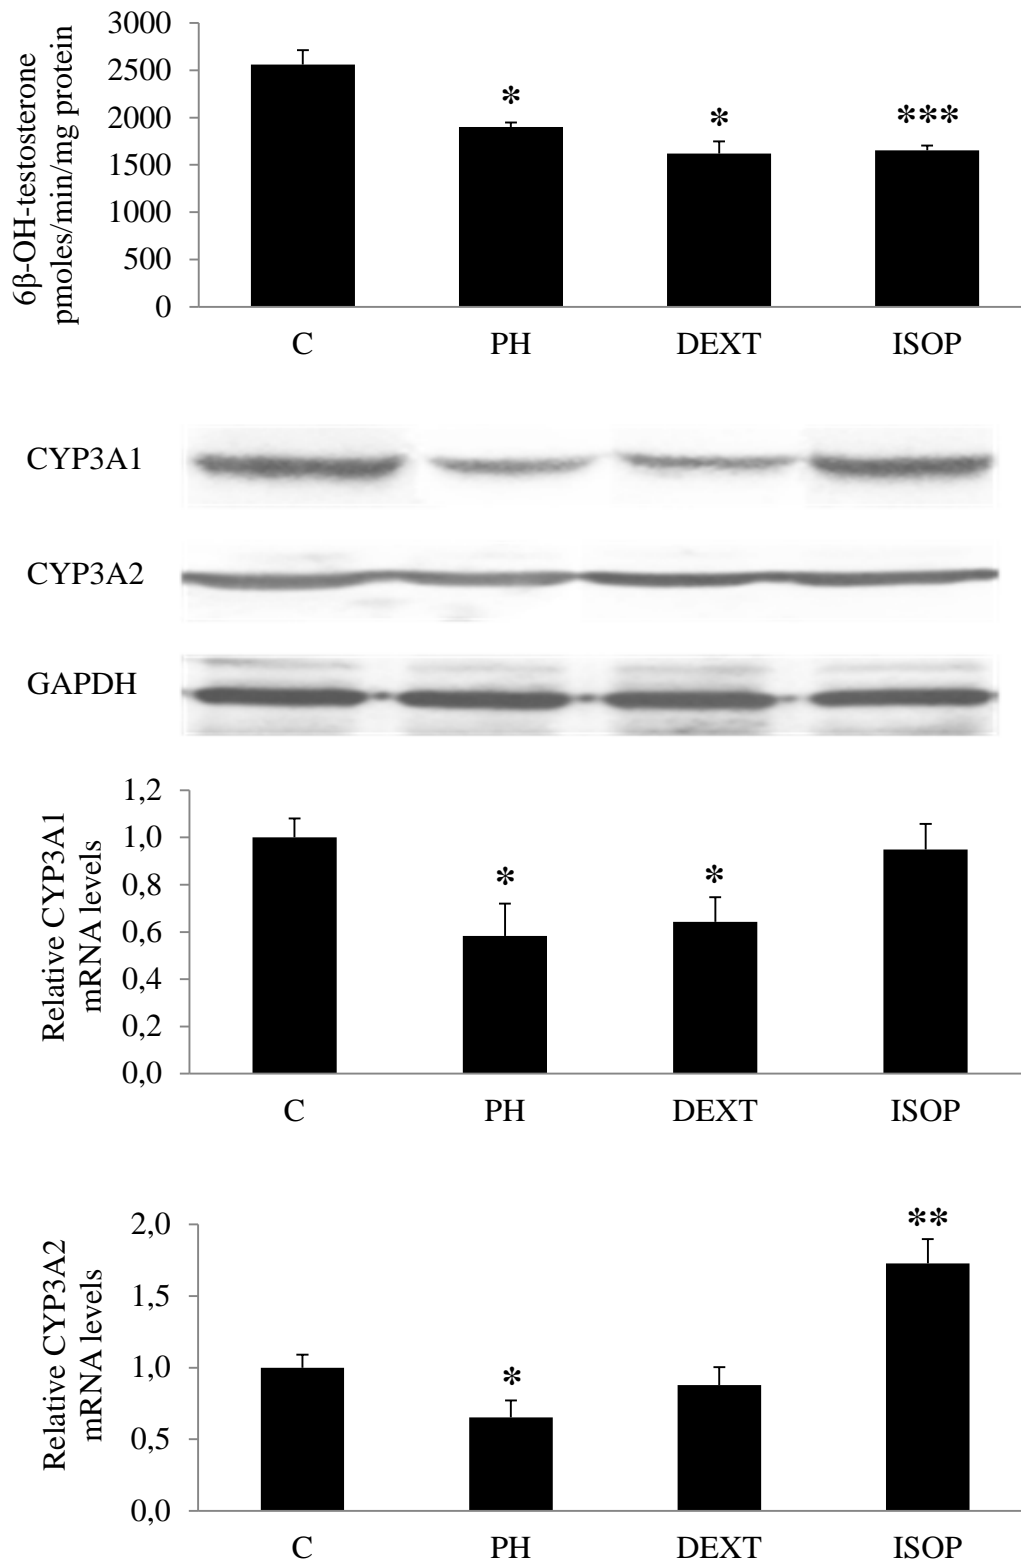 6β-OH-testosterone
pmoles/min/mg protein
3000
2500
2000
1500
1000
500
0
*
*
***
C PH DEXT ISOP
CYP3A1
CYP3A2
GAPDH
Relative CYP3A1
mRNA levels
1,2
1,0
0,8
0,6
0,4
0,2
0,0
*
*
C PH DEXT ISOP
Relative CYP3A2
mRNA levels
2,0
1,5
1,0
0,5
0,0
*
**
C PH DEXT ISOP